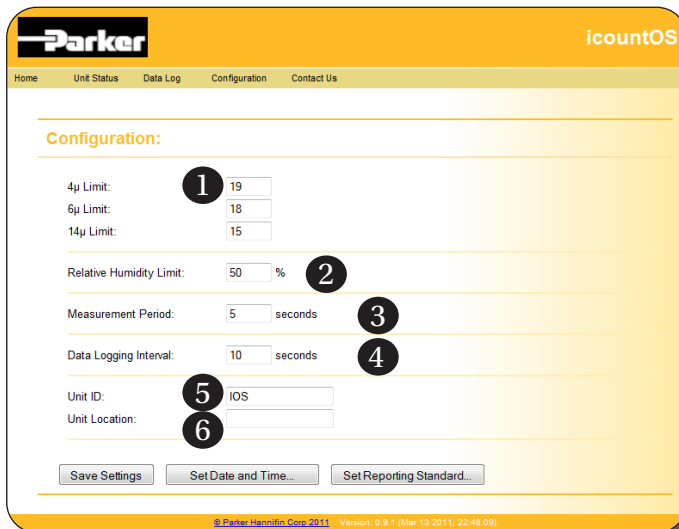 Parker
icountOS
Home Unit Status Data Log Configuration Contact Us
Configuration:
4µ Limit: 1 19
6µ Limit: 18
14µ Limit: 15
Relative Humidity Limit: 50 % 2
Measurement Period: 5 seconds 3
Data Logging Interval: 10 seconds 4
Unit ID: 5 IOS
Unit Location: 6
Save Settings Set Date and Time... Set Reporting Standard...
© Parker Hannifin Corp 2011 Version: 0.9.1 (Mar 13 2011, 22:48:09)